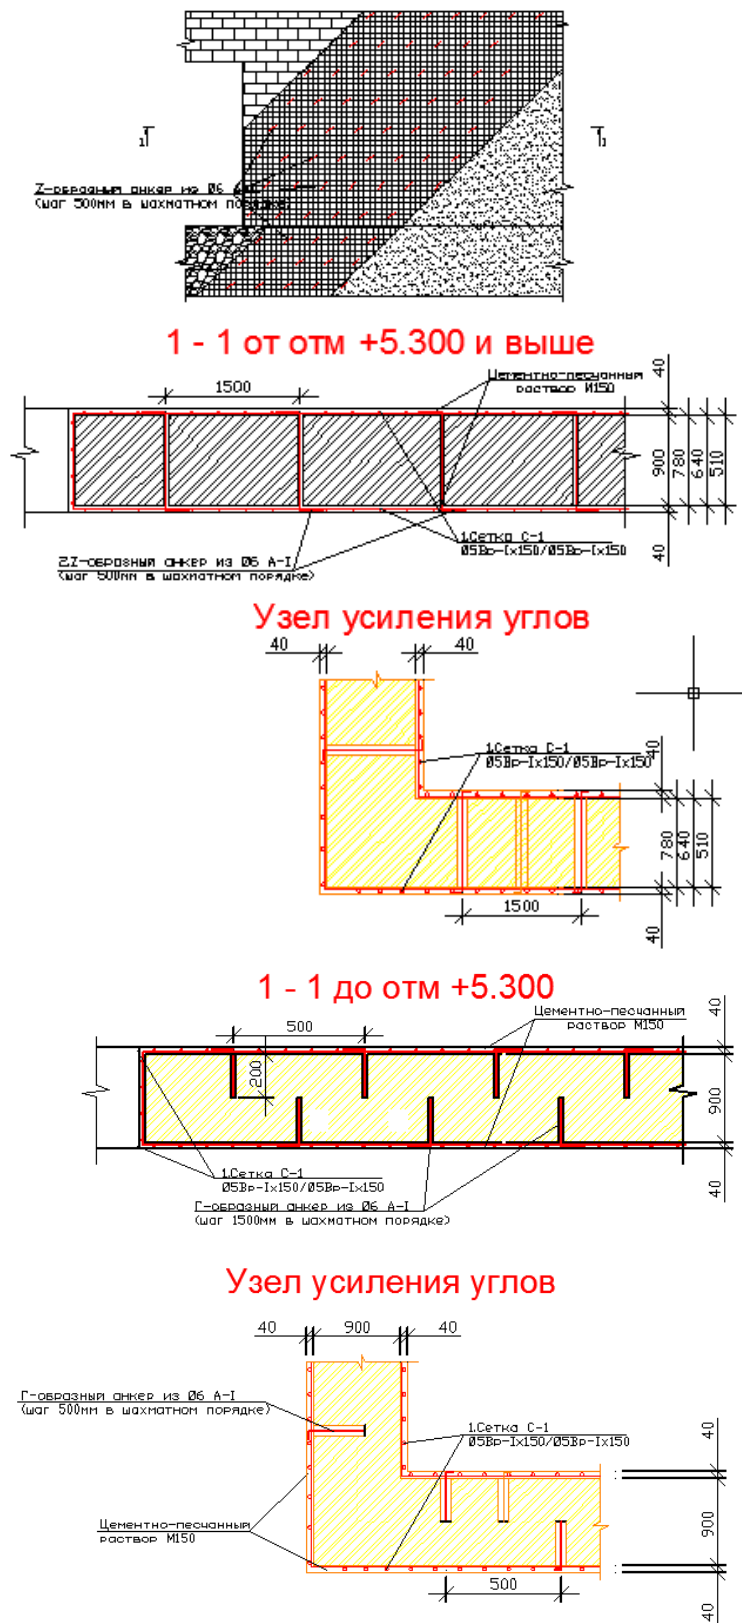 1
1
Z-образный анкер из Ø6 А-I
(шаг 500мм в шахматном порядке)
1 - 1 от отм +5.300 и выше
1500
Цементно-песчанный
раствор М150
40
900
780
640
510
40
1.Сетка С-1
Ø5Вр-Iх150/Ø5Вр-Iх150
2.Z-образный анкер из Ø6 А-I
(шаг 500мм в шахматном порядке)
Узел усиления углов
40
40
1.Сетка С-1
Ø5Вр-Iх150/Ø5Вр-Iх150
40
780
640
510
1500
40
1 - 1 до отм +5.300
Цементно-песчанный
раствор М150
500
200
40
900
40
1.Сетка С-1
Ø5Вр-Iх150/Ø5Вр-Iх150
Г-образный анкер из Ø6 А-I
(шаг 1500мм в шахматном порядке)
Узел усиления углов
40
900
40
Г-образный анкер из Ø6 А-I
(шаг 500мм в шахматном порядке)
1.Сетка С-1
Ø5Вр-Iх150/Ø5Вр-Iх150
40
900
Цементно-песчанный
раствор М150
500
40